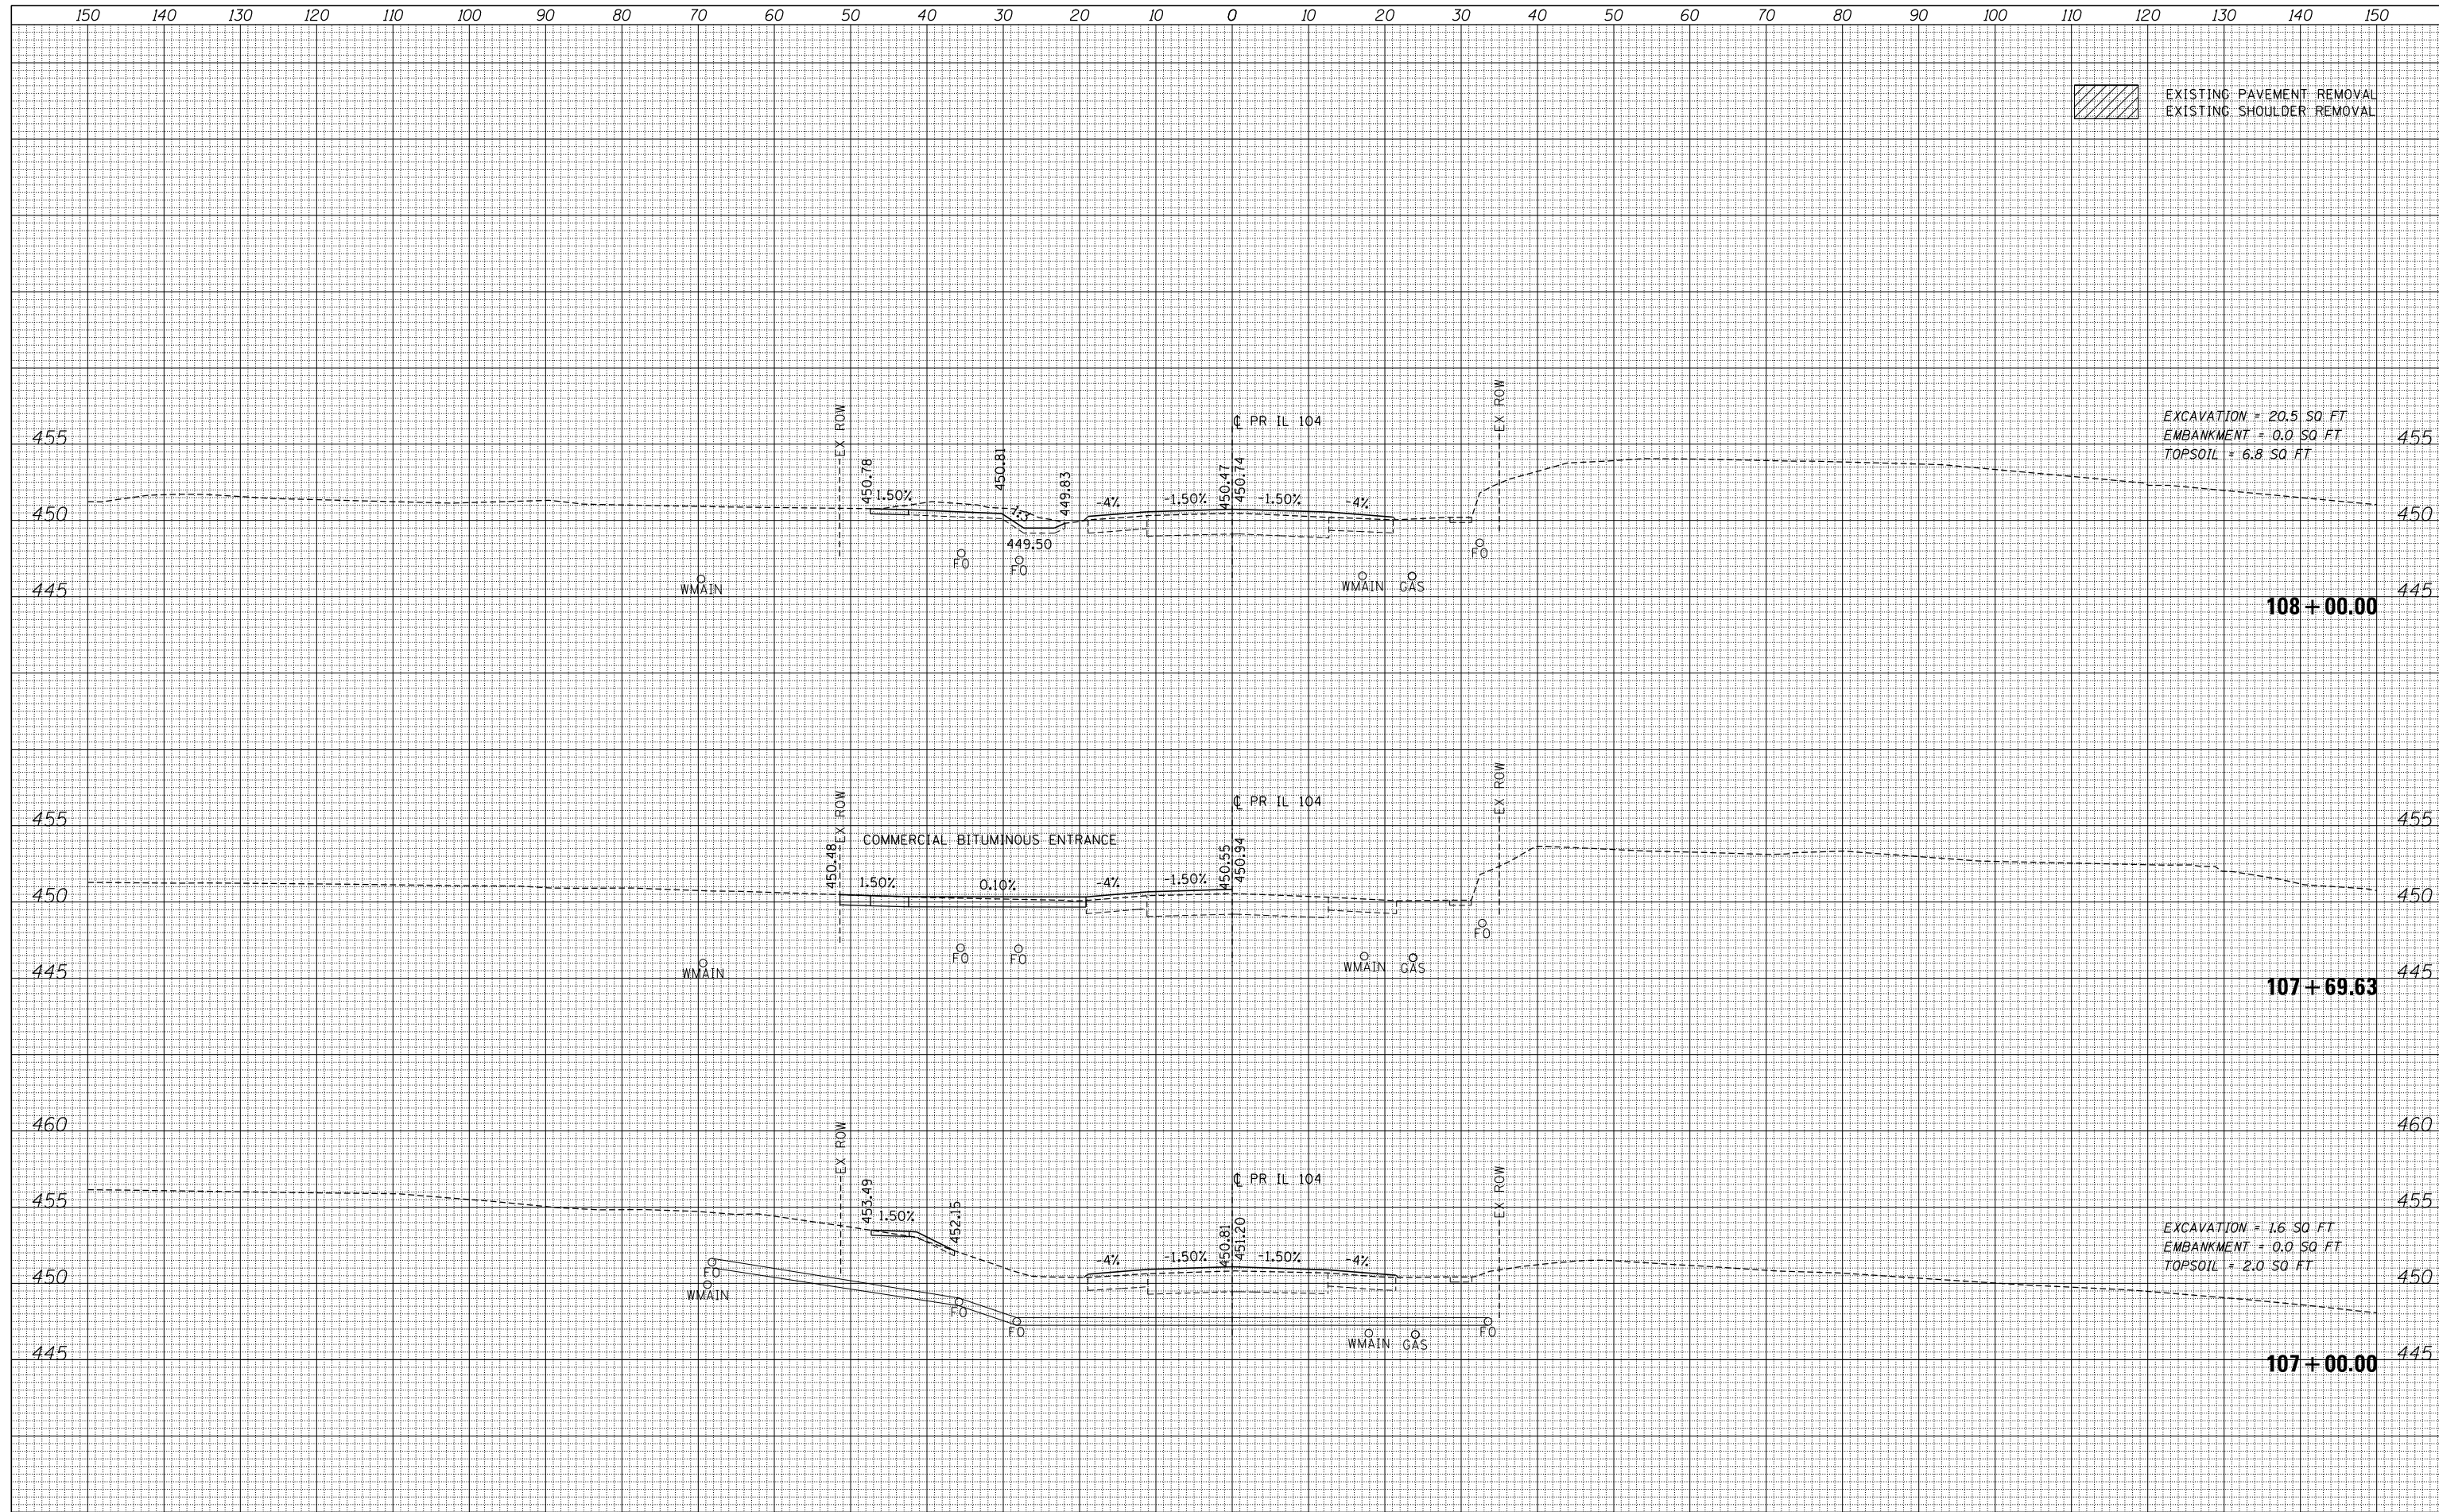 150 140 130 120 110 100 90 80 70 60 50 40 30 20 10 0 10 20 30 40 50 60 70 80 90 100 110 120 130 140 150
EXISTING PAVEMENT REMOVAL
EXISTING SHOULDER REMOVAL
EX ROW
EX ROW
℄ PR IL 104
EXCAVATION = 20.5 SQ FT
EMBANKMENT = 0.0 SQ FT
TOPSOIL = 6.8 SQ FT
455 455
450.78 450.81 449.83 450.47 450.74
1.50% 1:3 -4% -1.50% -1.50% -4%
450 450
449.50
FO FO FO
WMAIN WMAIN GAS
445 445
108+00.00
EX ROW
EX ROW
℄ PR IL 104
455 455
COMMERCIAL BITUMINOUS ENTRANCE
450.48 450.55 450.94
1.50% 0.10% -4% -1.50%
450 450
FO FO FO
WMAIN WMAIN GAS
445 445
107+69.63
460 460
EX ROW
EX ROW
℄ PR IL 104
455 455
453.49 452.15 450.81 451.20
1.50%
-4% -1.50% -1.50% -4%
EXCAVATION = 1.6 SQ FT
EMBANKMENT = 0.0 SQ FT
TOPSOIL = 2.0 SQ FT
450 450
FO
WMAIN
FO
FO FO
WMAIN GAS
445 445
107+00.00